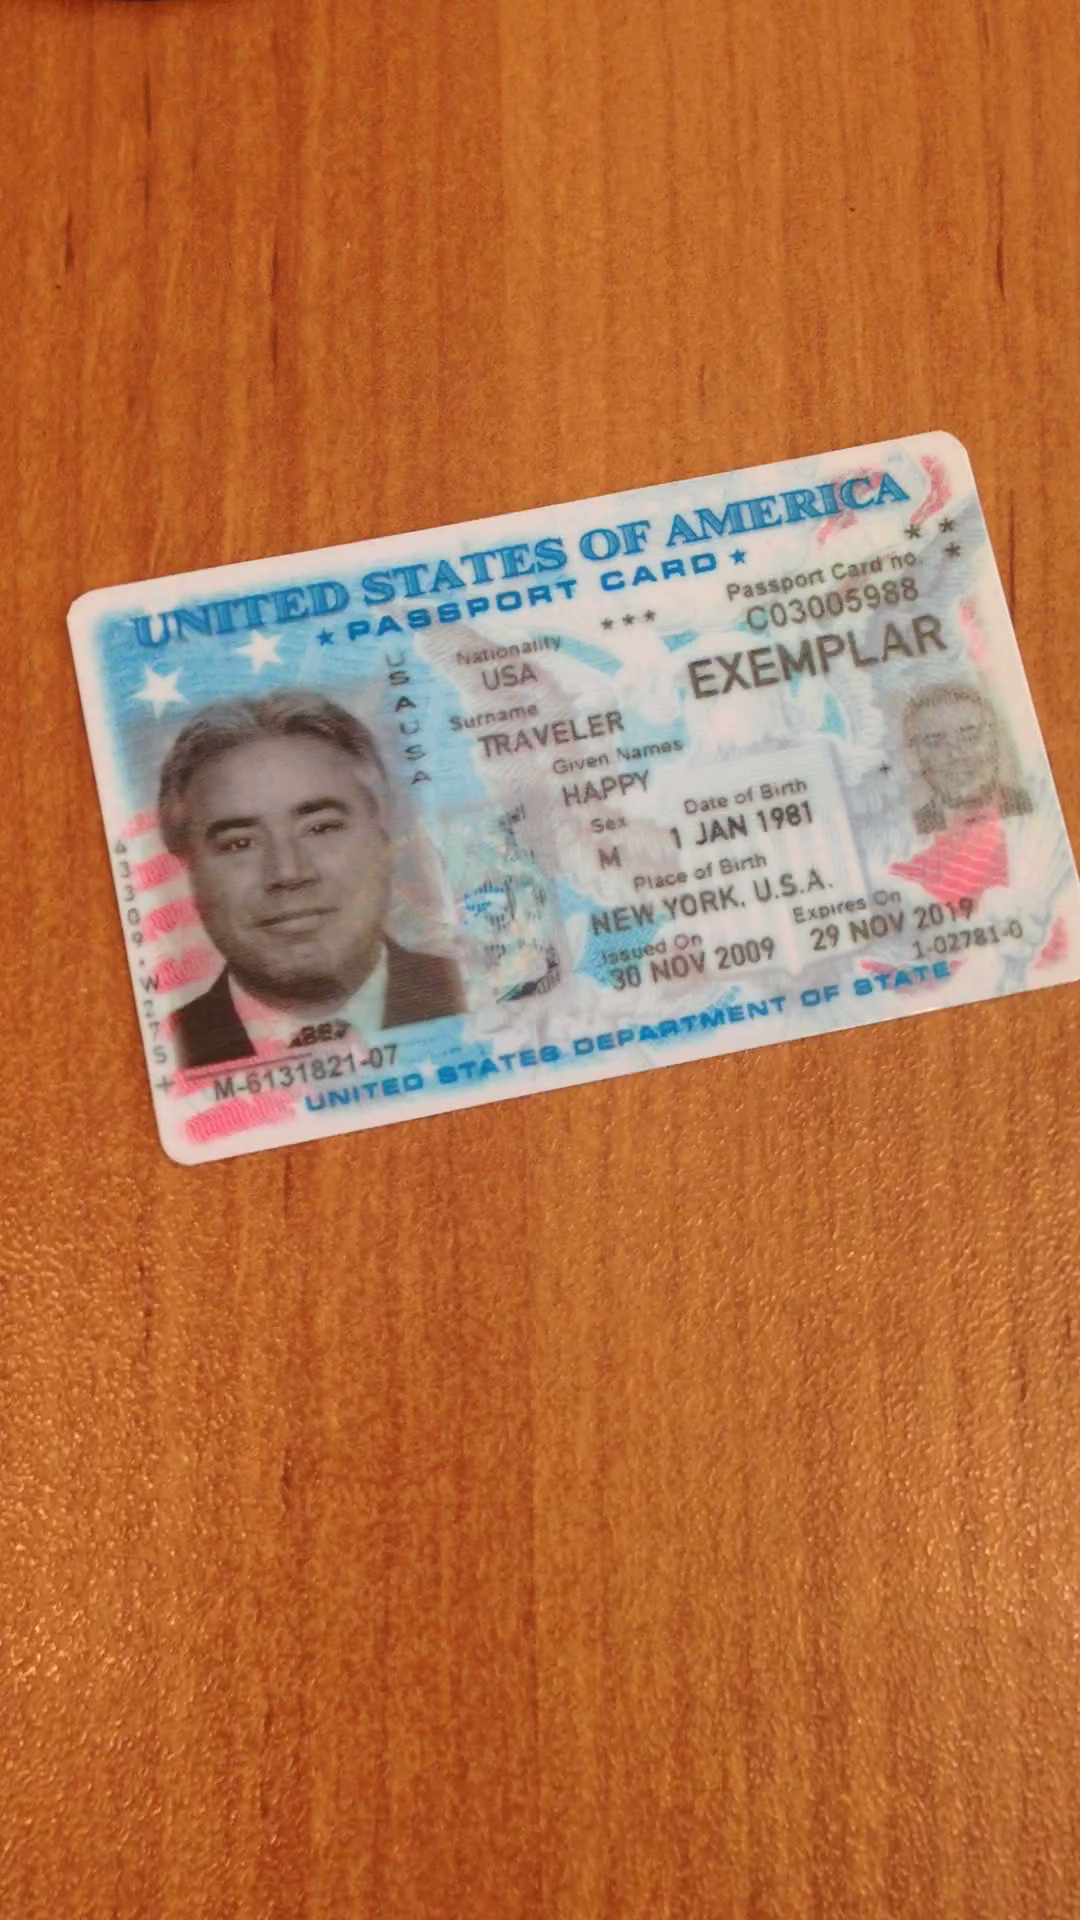 UNITED STATES OF AMERICA
★ PASSPORT CARD ★
* *
* * * *
Passport Card no.
C03005988
EXEMPLAR
USAUSA
Nationality
USA
Surname
TRAVELER
Given Names
HAPPY
Sex
M
Date of Birth
1 JAN 1981
Place of Birth
NEW YORK, U.S.A.
Issued On
30 NOV 2009
Expires On
29 NOV 2019
1-02781-0
M-6131821-07
UNITED STATES DEPARTMENT OF STATE